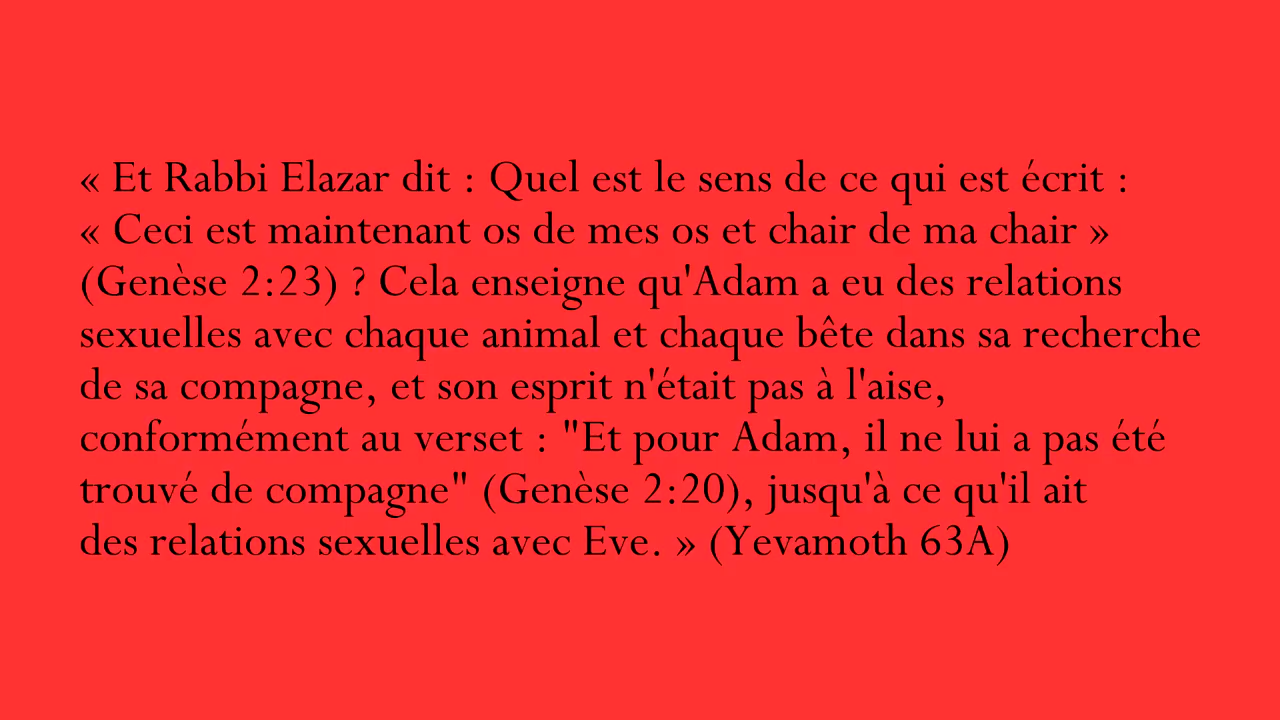 « Et Rabbi Elazar dit : Quel est le sens de ce qui est écrit :
« Ceci est maintenant os de mes os et chair de ma chair »
(Genèse 2:23) ? Cela enseigne qu'Adam a eu des relations
sexuelles avec chaque animal et chaque bête dans sa recherche
de sa compagne, et son esprit n'était pas à l'aise,
conformément au verset : "Et pour Adam, il ne lui a pas été
trouvé de compagne" (Genèse 2:20), jusqu'à ce qu'il ait
des relations sexuelles avec Eve. » (Yevamoth 63A)